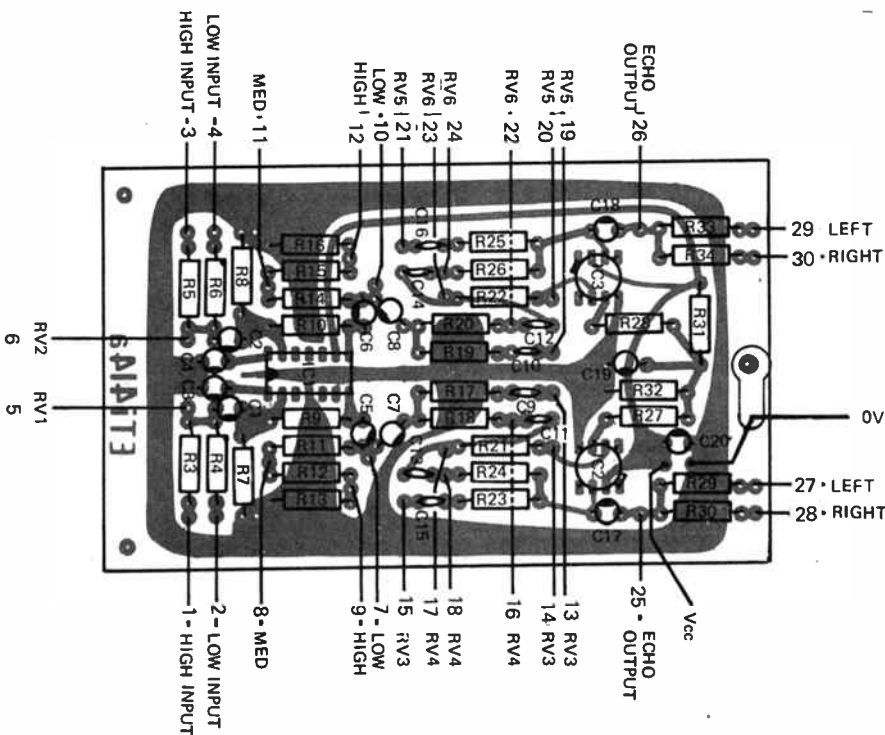 HIGH INPUT - 3
LOW INPUT -4
MED • 11
HIGH 12
LOW • 10
RV5 21
RV6 23
RV6 24
RV6 • 22
RV5 20
RV5 19
ECHO
OUTPUT 26
29 LEFT
30 • RIGHT
0V
27 • LEFT
28 • RIGHT
Vcc
25 • ECHO
OUTPUT
13 RV3
14 RV3
16 RV4
18 RV4
17 RV4
15 RV3
7 - LOW
9 - HIGH
8 • MED
2 - LOW INPUT
1 - HIGH INPUT
RV2
6
RV1
5
ETI414a
R5
R6
R8
R16
R15
R14
R10
C2
C4
C3
C1
IC1
R3
R4
R7
R9
R11
R12
R13
C6
C8
C5
C7
C16
C14
C13
C15
R25
R26
R22
R20
R19
R17
R18
R21
R24
R23
C12
C10
C9
C11
C18
C17
C19
C20
R28
R31
R32
R27
R33
R34
R29
R30